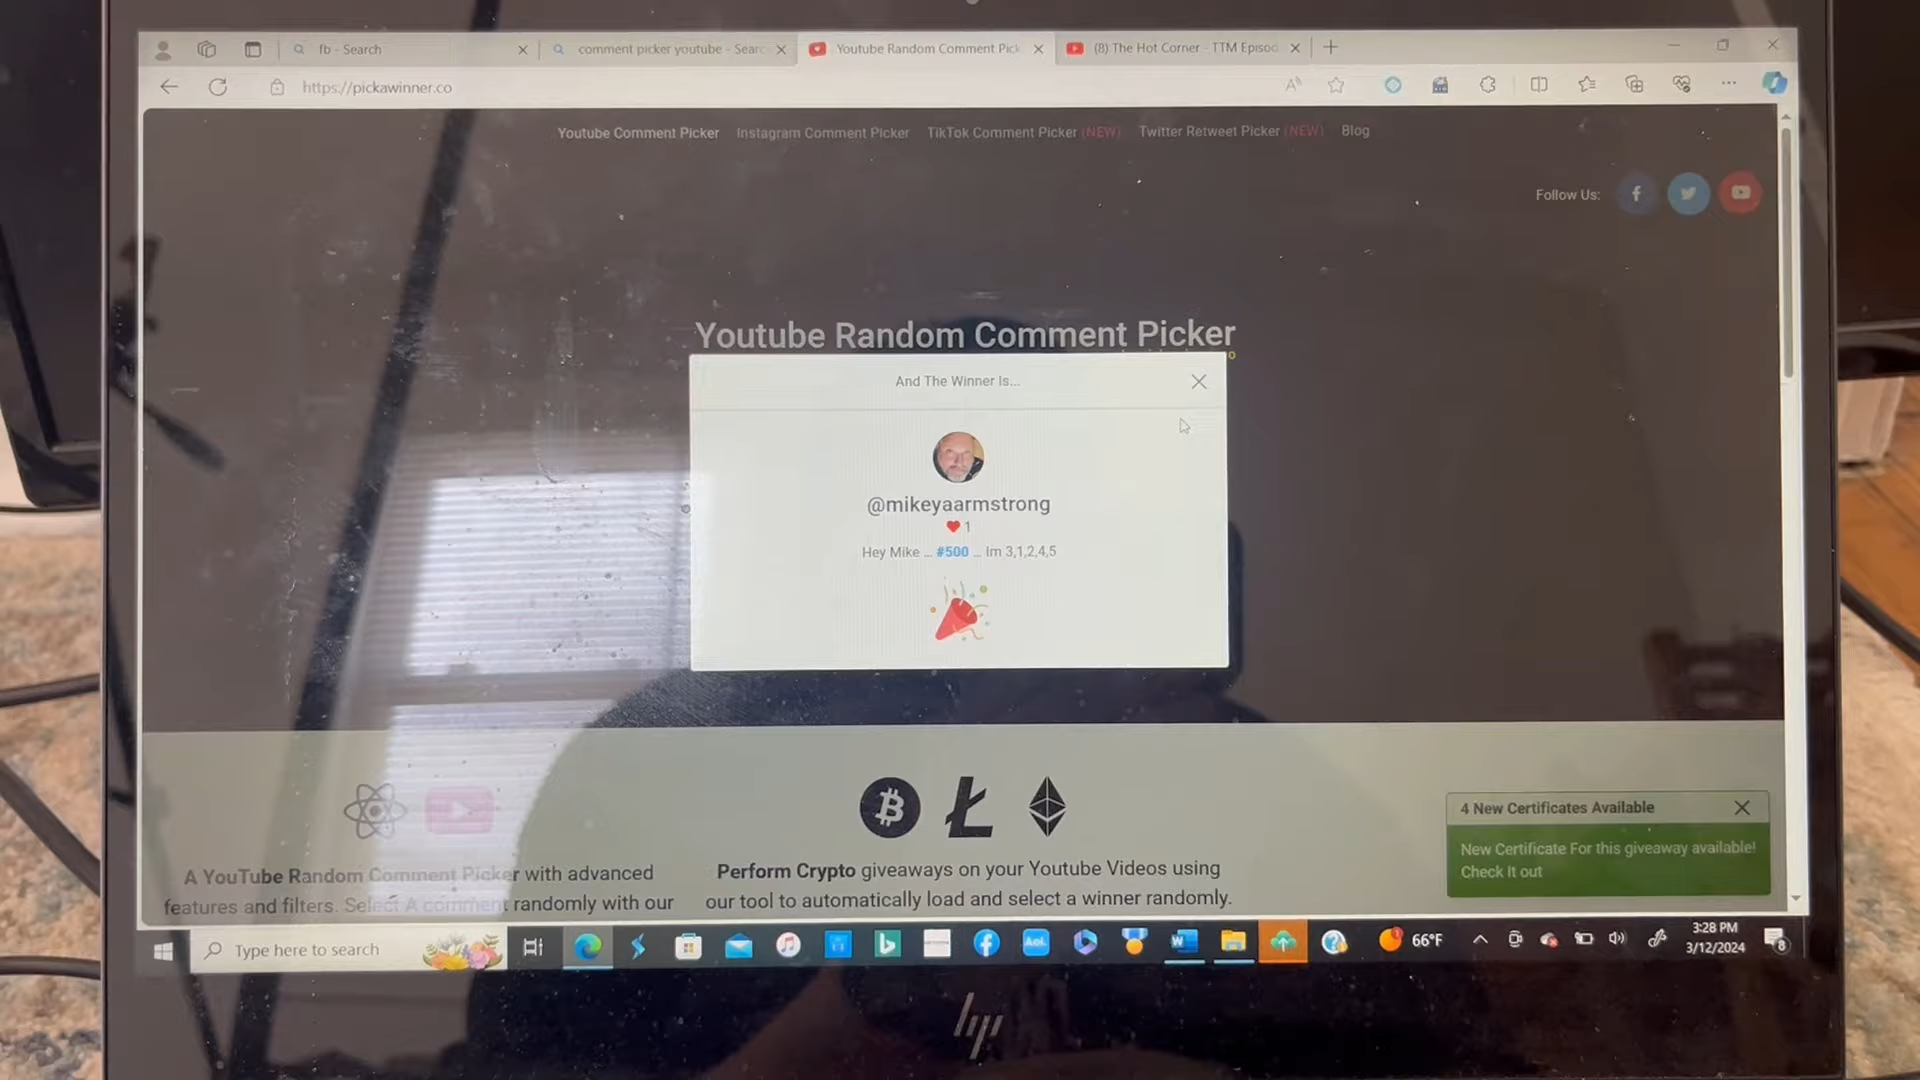 fb - Search
comment picker youtube - Searc
Youtube Random Comment Pick
(8) The Hot Corner - TTM Episod
https://pickawinner.co
Youtube Comment Picker
Instagram Comment Picker
TikTok Comment Picker (NEW)
Twitter Retweet Picker (NEW)
Blog
Follow Us:
Youtube Random Comment Picker
And The Winner Is...
@mikeyaarmstrong
1
Hey Mike ... #500 ... Im 3,1,2,4,5
A YouTube Random Comment Picker with advanced
features and filters. Select A comment randomly with our
Perform Crypto giveaways on your Youtube Videos using
our tool to automatically load and select a winner randomly.
4 New Certificates Available
New Certificate For this giveaway available!
Check It out
Type here to search
Aol.
66°F
3:28 PM
3/12/2024
8
hp